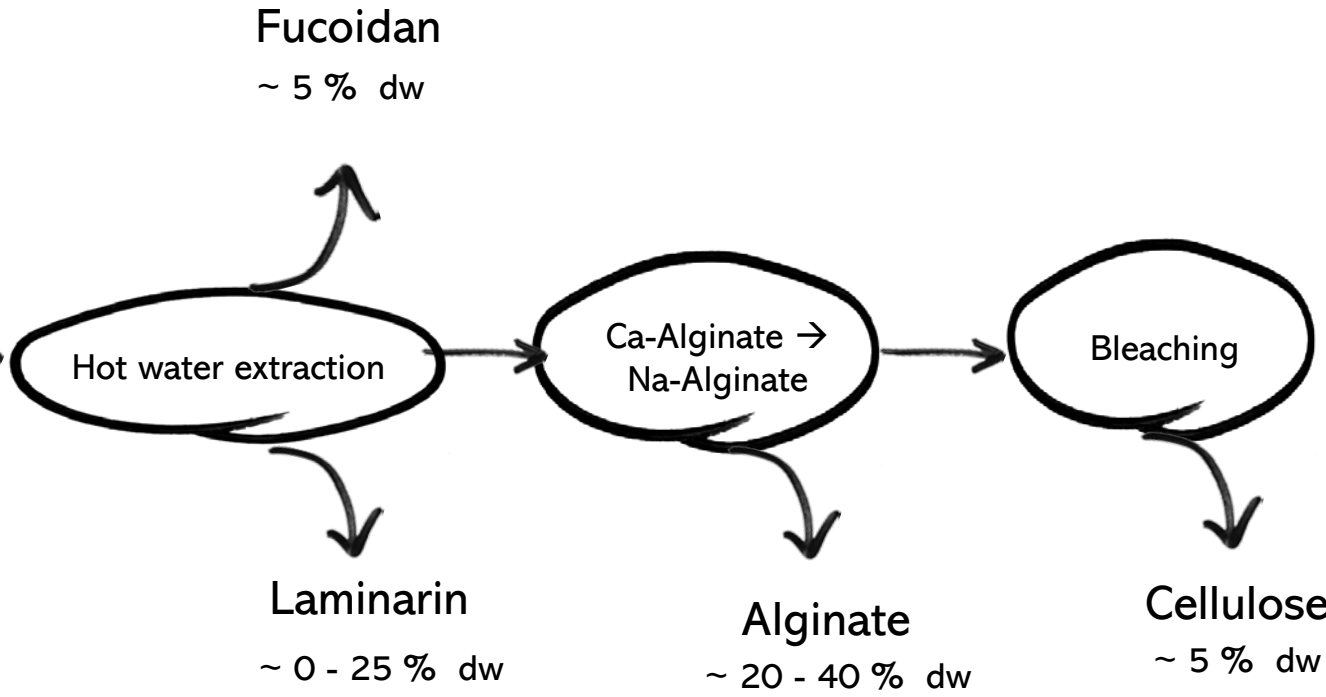 Fucoidan
~ 5 % dw
Hot water extraction
Ca-Alginate →
Na-Alginate
Bleaching
Laminarin
~ 0 - 25 % dw
Alginate
~ 20 - 40 % dw
Cellulose
~ 5 % dw